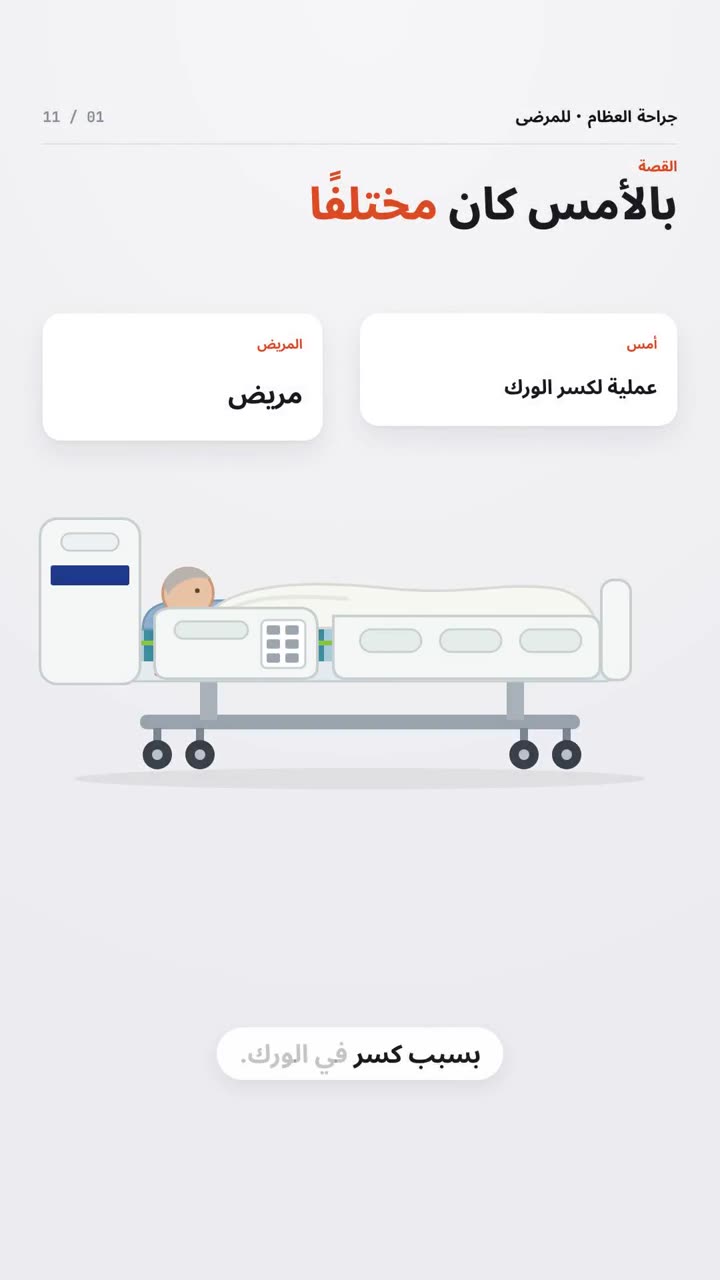 جراحة العظام • للمرضى
01 / 11
القصة
بالأمس كان مختلفًا
أمس
عملية لكسر الورك
المريض
مريض
بسبب كسر في الورك.